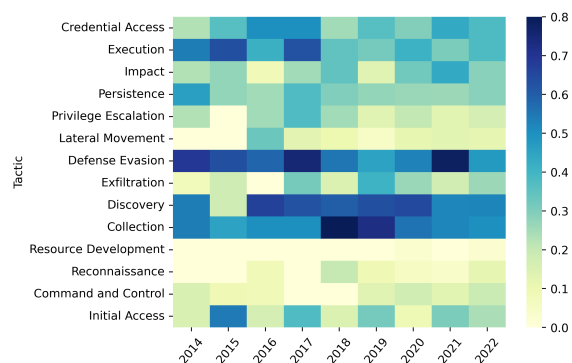 Tactic
Credential Access
Execution
Impact
Persistence
Privilege Escalation
Lateral Movement
Defense Evasion
Exfiltration
Discovery
Collection
Resource Development
Reconnaissance
Command and Control
Initial Access
2014 2015 2016 2017 2018 2019 2020 2021 2022
0.8
0.7
0.6
0.5
0.4
0.3
0.2
0.1
0.0